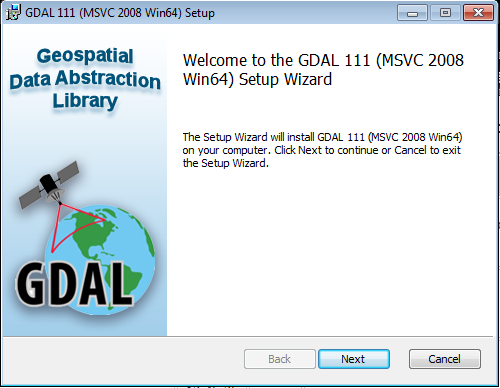 GDAL 111 (MSVC 2008 Win64) Setup
Geospatial
Data Abstraction
Library
GDAL
Welcome to the GDAL 111 (MSVC 2008
Win64) Setup Wizard
The Setup Wizard will install GDAL 111 (MSVC 2008 Win64)
on your computer. Click Next to continue or Cancel to exit
the Setup Wizard.
Back
Next
Cancel